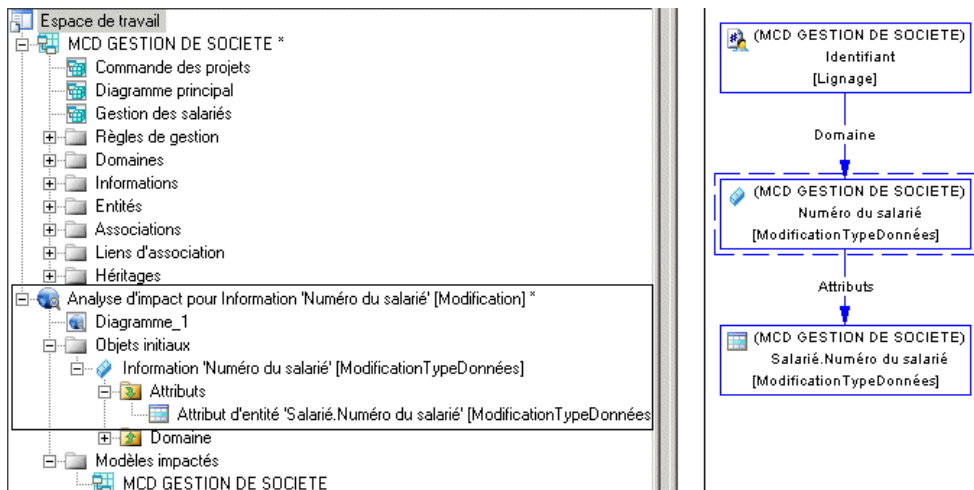 Espace de travail
MCD GESTION DE SOCIETE *
Commande des projets
Diagramme principal
Gestion des salariés
Règles de gestion
Domaines
Informations
Entités
Associations
Liens d'association
Héritages
Analyse d'impact pour Information 'Numéro du salarié' [Modification] *
Diagramme_1
Objets initiaux
Information 'Numéro du salarié' [ModificationTypeDonnées]
Attributs
Attribut d'entité 'Salarié.Numéro du salarié' [ModificationTypeDonnées
Domaine
Modèles impactés
MCD GESTION DE SOCIETE
(MCD GESTION DE SOCIETE)
Identifiant
[Lignage]
Domaine
(MCD GESTION DE SOCIETE)
Numéro du salarié
[ModificationTypeDonnées]
Attributs
(MCD GESTION DE SOCIETE)
Salarié.Numéro du salarié
[ModificationTypeDonnées]